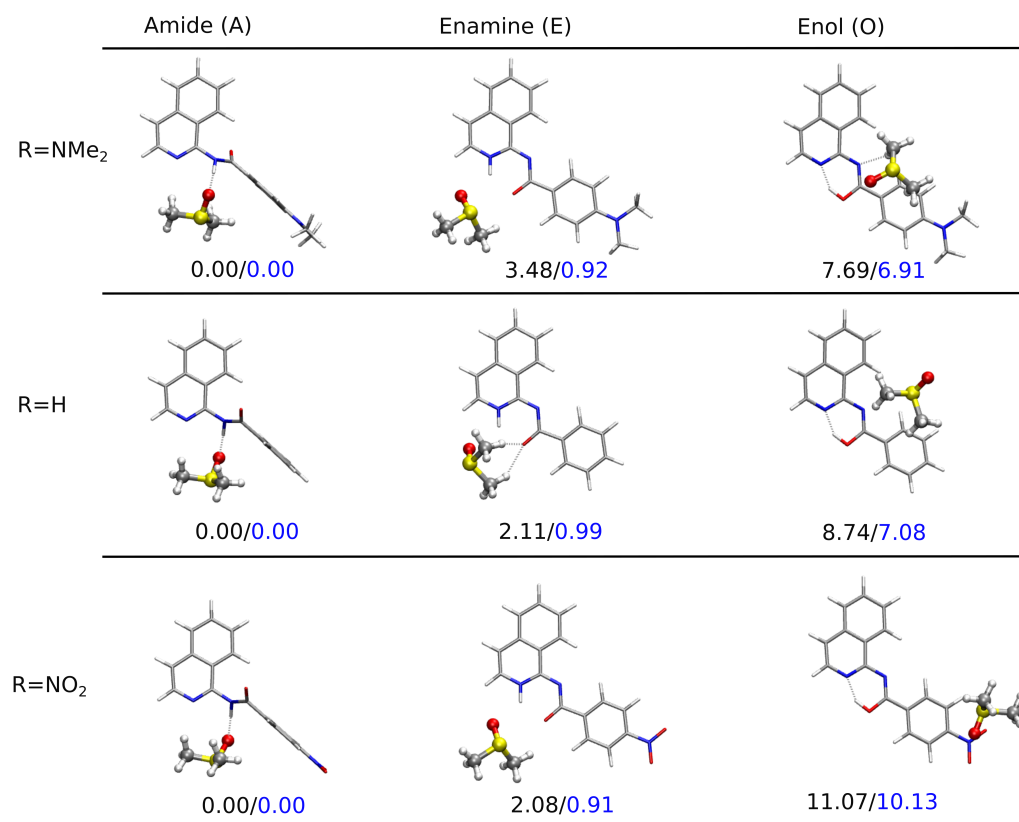 Amide (A) Enamine (E) Enol (O)
R=NMe₂
0.00/0.00 3.48/0.92 7.69/6.91
R=H
0.00/0.00 2.11/0.99 8.74/7.08
R=NO₂
0.00/0.00 2.08/0.91 11.07/10.13